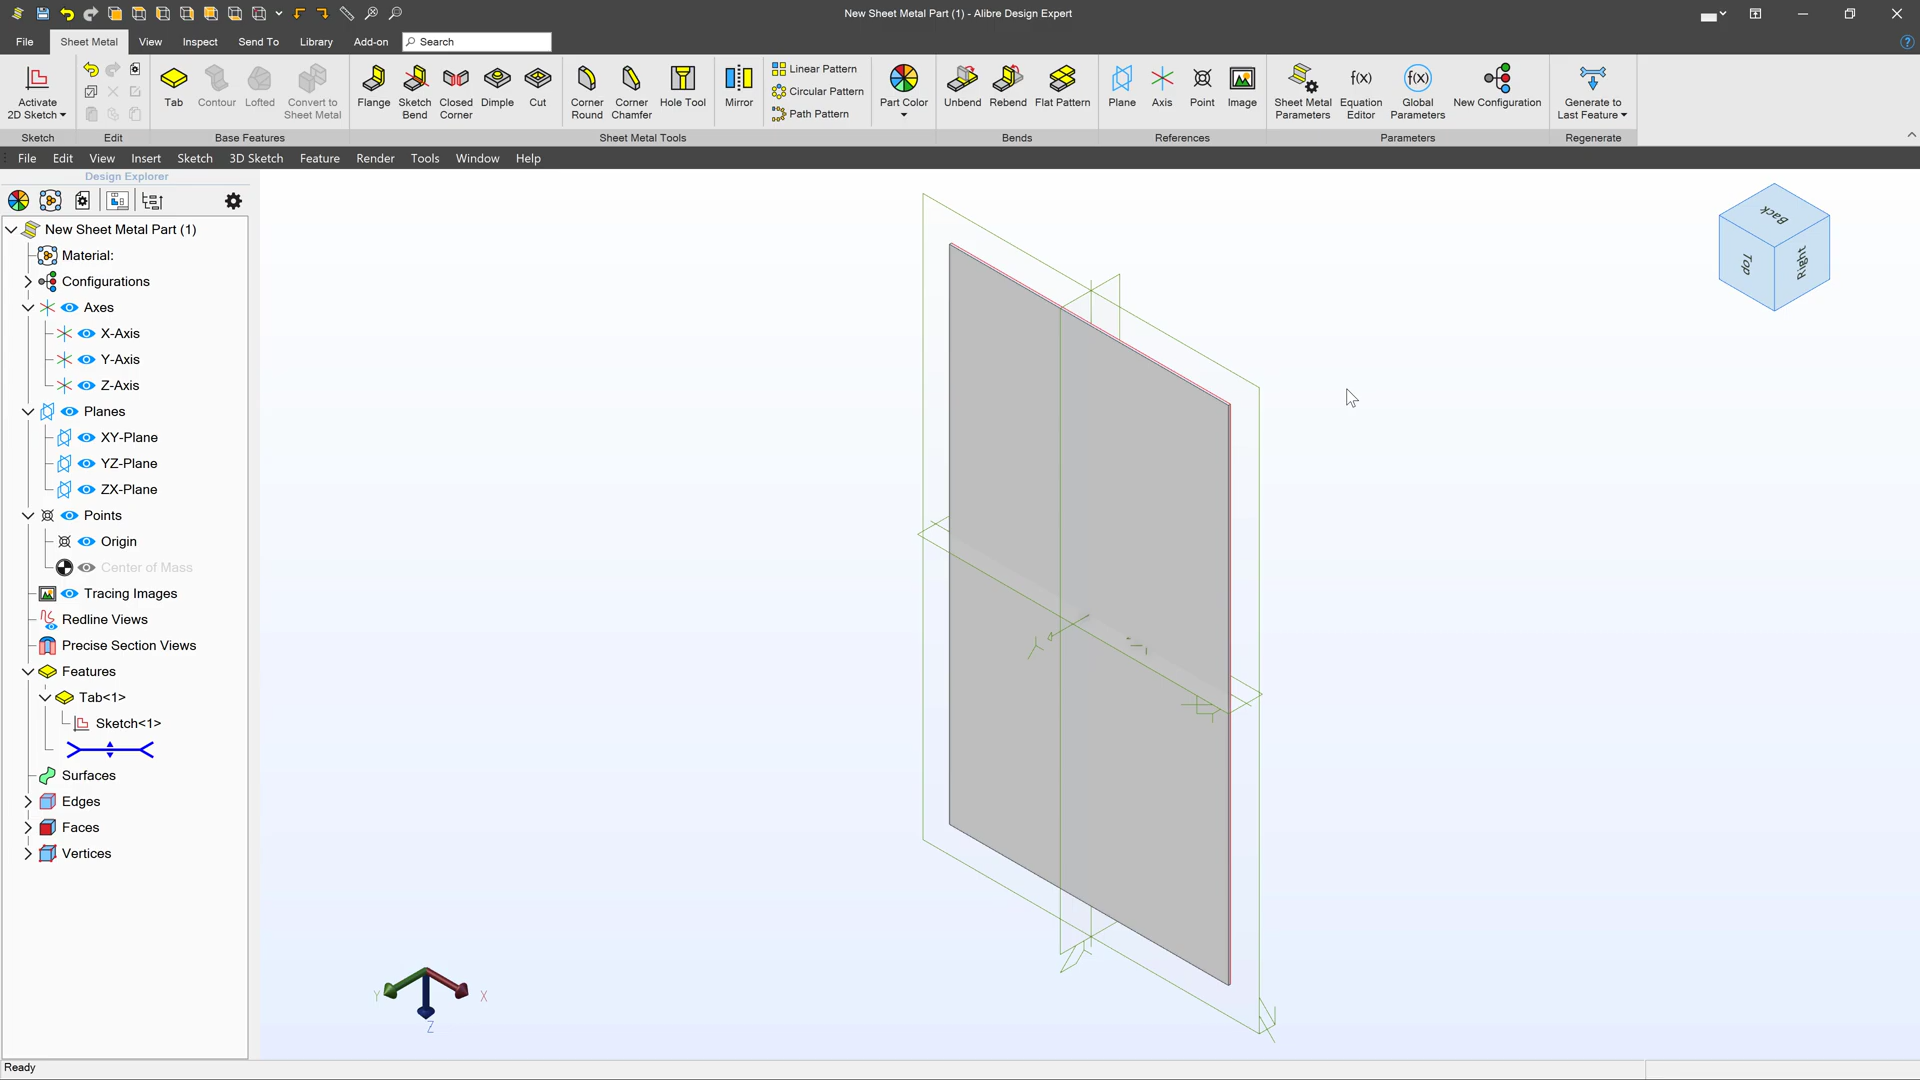 New Sheet Metal Part (1) - Alibre Design Expert
File Sheet Metal View Inspect Send To Library Add-on Search
Activate 2D Sketch
Tab
Contour
Lofted
Convert to Sheet Metal
Flange
Sketch Bend
Closed Corner
Dimple
Cut
Corner Round
Corner Chamfer
Hole Tool
Mirror
Linear Pattern
Circular Pattern
Path Pattern
Part Color
Unbend
Rebend
Flat Pattern
Plane
Axis
Point
Image
Sheet Metal Parameters
f(x)
Equation Editor
f(x)
Global Parameters
New Configuration
Generate to Last Feature
Sketch Edit Base Features Sheet Metal Tools Bends References Parameters Regenerate
File Edit View Insert Sketch 3D Sketch Feature Render Tools Window Help
Design Explorer
New Sheet Metal Part (1)
Material:
Configurations
Axes
X-Axis
Y-Axis
Z-Axis
Planes
XY-Plane
YZ-Plane
ZX-Plane
Points
Origin
Center of Mass
Tracing Images
Redline Views
Precise Section Views
Features
Tab<1>
Sketch<1>
Surfaces
Edges
Faces
Vertices
Back
Top
Right
Y
X
Z
Ready